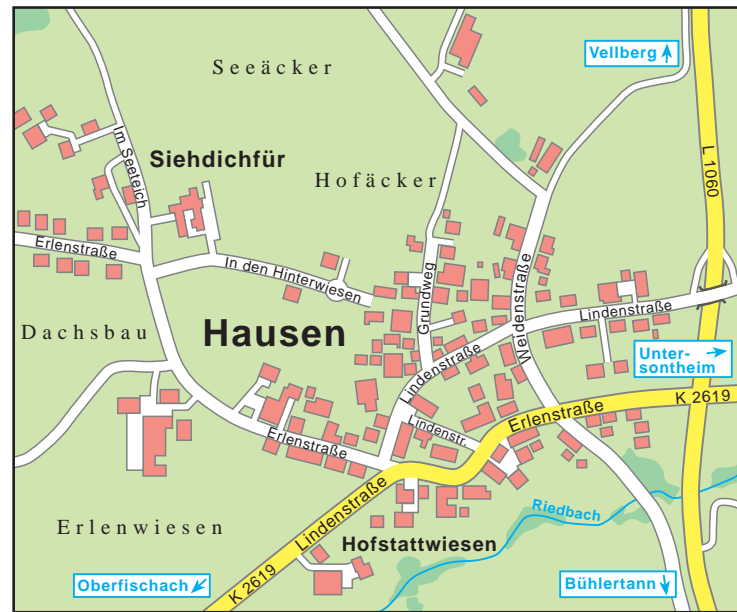 Vellberg
Seeäcker
L 1060
Im Seeteich
Siehdichfür
Hofäcker
Erlenstraße
In den Hinterwiesen
Grundweg
Weidenstraße
Lindenstraße
Dachsbau
Hausen
Lindenstraße
Unter-
sontheim
K 2619
Erlenstraße
Lindenstr.
Erlenstraße
Lindenstraße
Riedbach
Erlenwiesen
Hofstattwiesen
Oberfischach
K 2619
Bühlertann